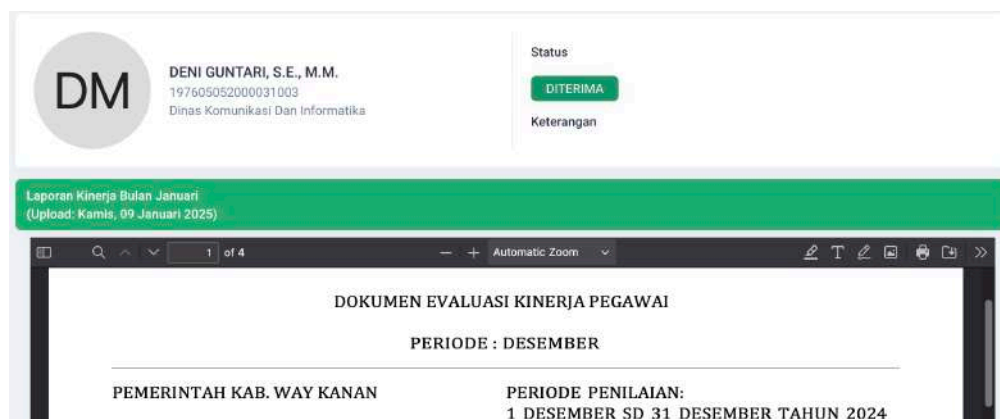 DM
DENI GUNTARI, S.E., M.M.
197605052000031003
Dinas Komunikasi Dan Informatika
Status
DITERIMA
Keterangan
Laporan Kinerja Bulan Januari
(Upload: Kamis, 09 Januari 2025)
1 of 4
Automatic Zoom
DOKUMEN EVALUASI KINERJA PEGAWAI
PERIODE : DESEMBER
PEMERINTAH KAB. WAY KANAN
PERIODE PENILAIAN:
1 DESEMBER SD 31 DESEMBER TAHUN 2024